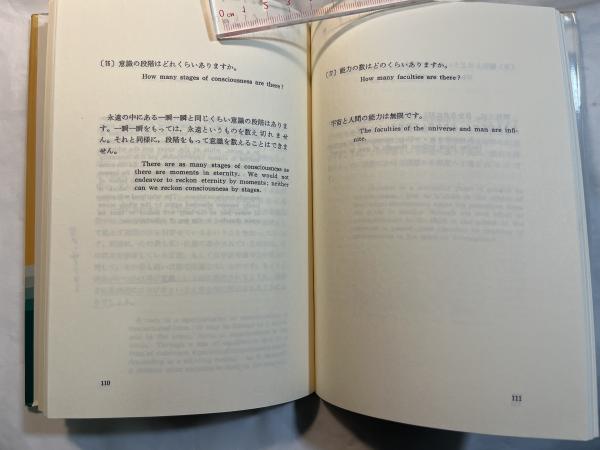 0 cm 1
5
〔76〕 意識の段階はどれくらいありますか。
How many stages of consciousness are there?
永遠の中にある一瞬一瞬と同じくらい意識の段階はありま
す。一瞬一瞬をもっては、永遠というものを数え切れませ
ん。それと同様に、段階をもって意識を数えることはできま
せん。
There are as many stages of consciousness as
there are moments in eternity. We would not
endeavor to reckon eternity by moments; neither
can we reckon consciousness by stages.
110
〔77〕 能力の数はどのくらいありますか。
How many faculties are there?
宇宙と人間の能力は無限です。
The faculties of the universe and man are infi-
nite.
111